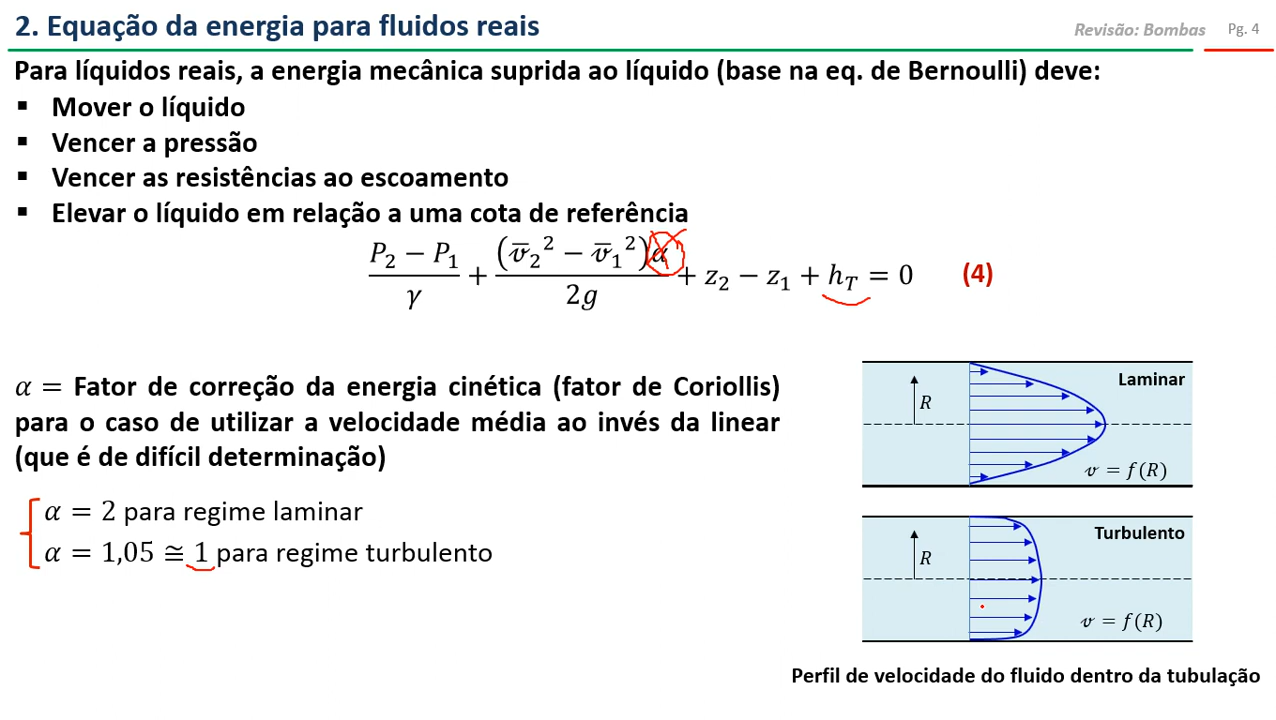 2. Equação da energia para fluidos reais
Revisão: Bombas Pg. 4
Para líquidos reais, a energia mecânica suprida ao líquido (base na eq. de Bernoulli) deve:
▪ Mover o líquido
▪ Vencer a pressão
▪ Vencer as resistências ao escoamento
▪ Elevar o líquido em relação a uma cota de referência
(P₂ − P₁)/γ + ((v̅₂² − v̅₁²)α)/2g + z₂ − z₁ + h_T = 0 (4)
α = Fator de correção da energia cinética (fator de Coriollis)
para o caso de utilizar a velocidade média ao invés da linear
(que é de difícil determinação)
α = 2 para regime laminar
α = 1,05 ≅ 1 para regime turbulento
Laminar
R
v = f(R)
Turbulento
R
v = f(R)
Perfil de velocidade do fluido dentro da tubulação